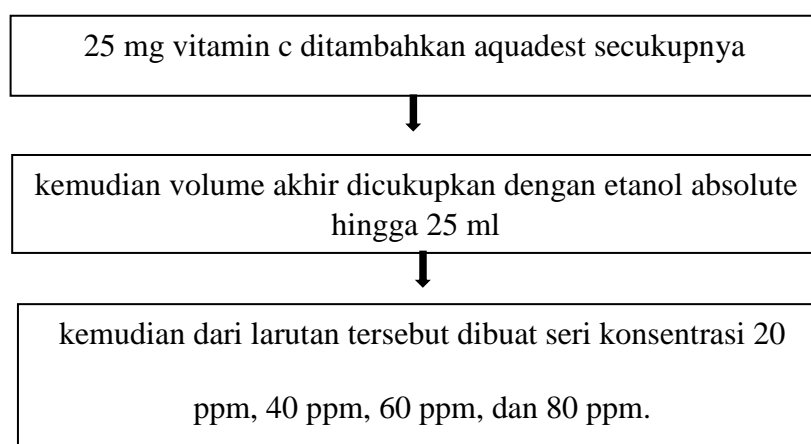 25 mg vitamin c ditambahkan aquadest secukupnya
kemudian volume akhir dicukupkan dengan etanol absolute
hingga 25 ml
kemudian dari larutan tersebut dibuat seri konsentrasi 20
ppm, 40 ppm, 60 ppm, dan 80 ppm.